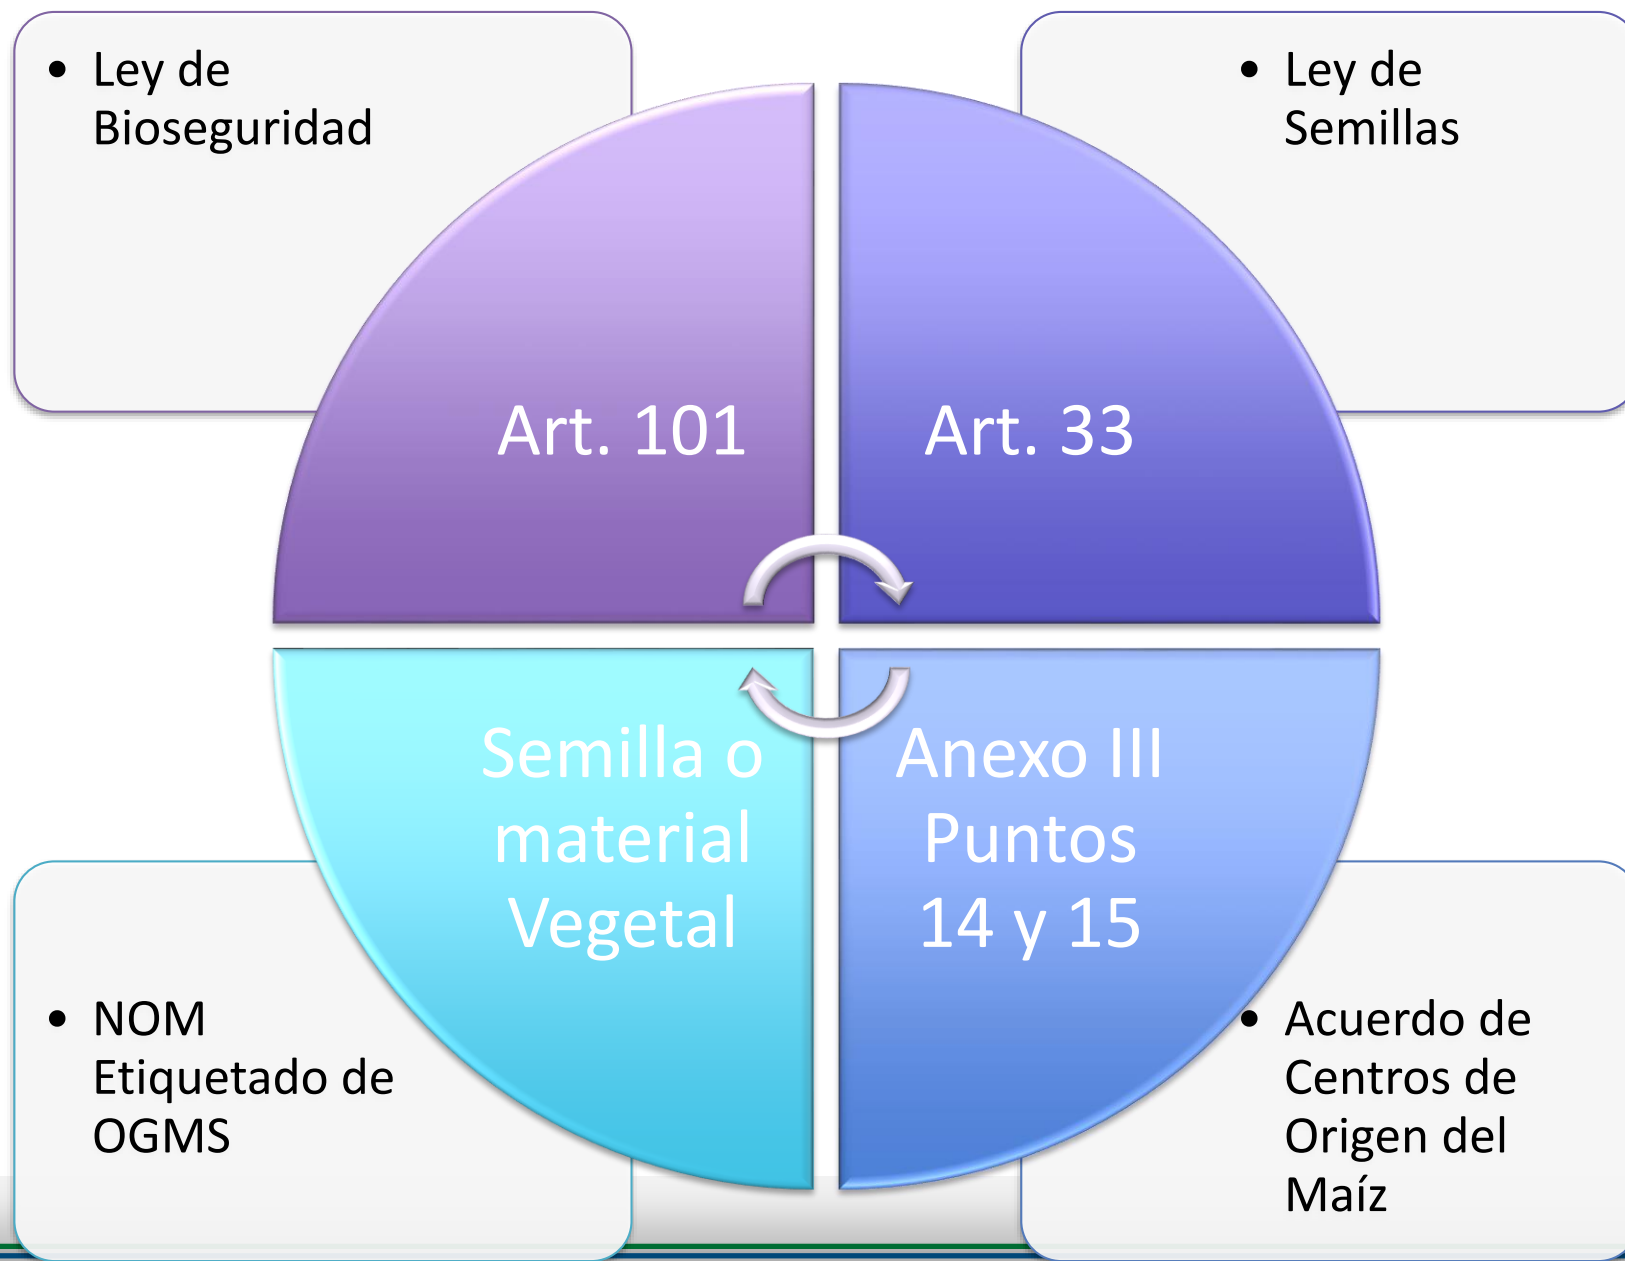 • Ley de
Bioseguridad
• Ley de
Semillas
Art. 101
Art. 33
Semilla o
material
Vegetal
Anexo III
Puntos
14 y 15
• NOM
Etiquetado de
OGMS
• Acuerdo de
Centros de
Origen del
Maíz